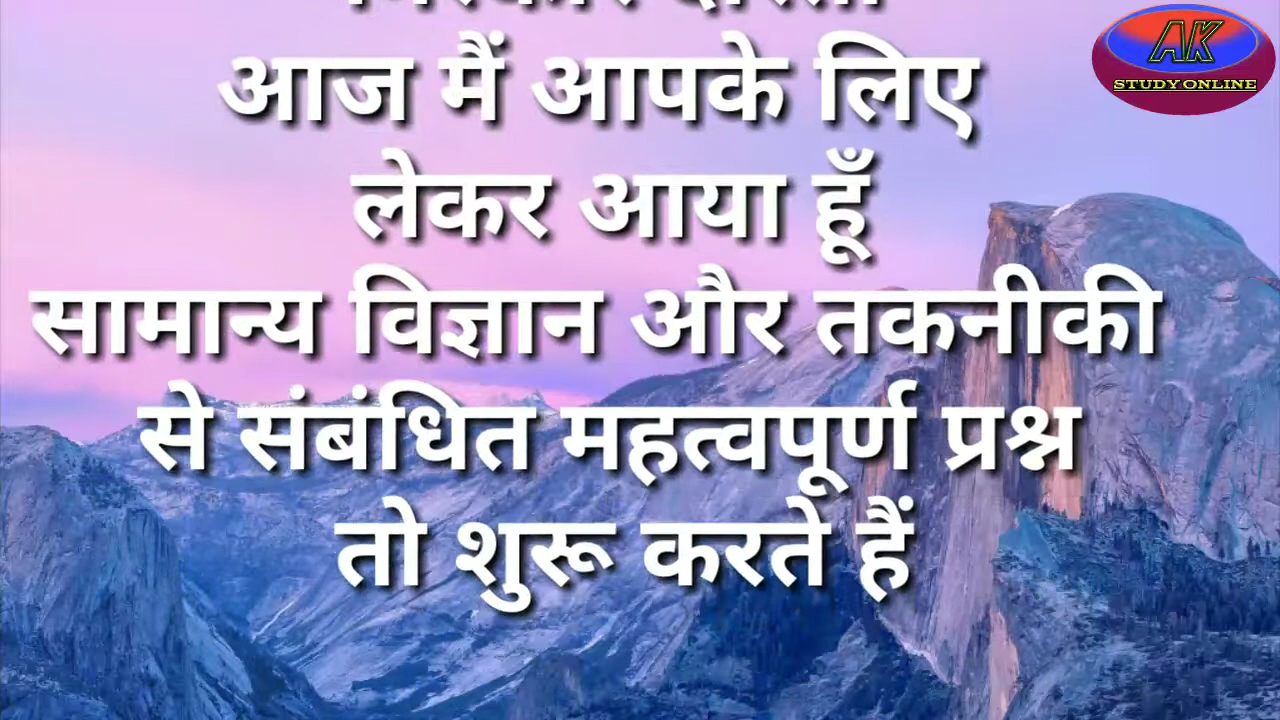 आज मैं आपके लिए
लेकर आया हूँ
सामान्य विज्ञान और तकनीकी
से संबंधित महत्वपूर्ण प्रश्न
तो शुरू करते हैं
AK
STUDY ONLINE